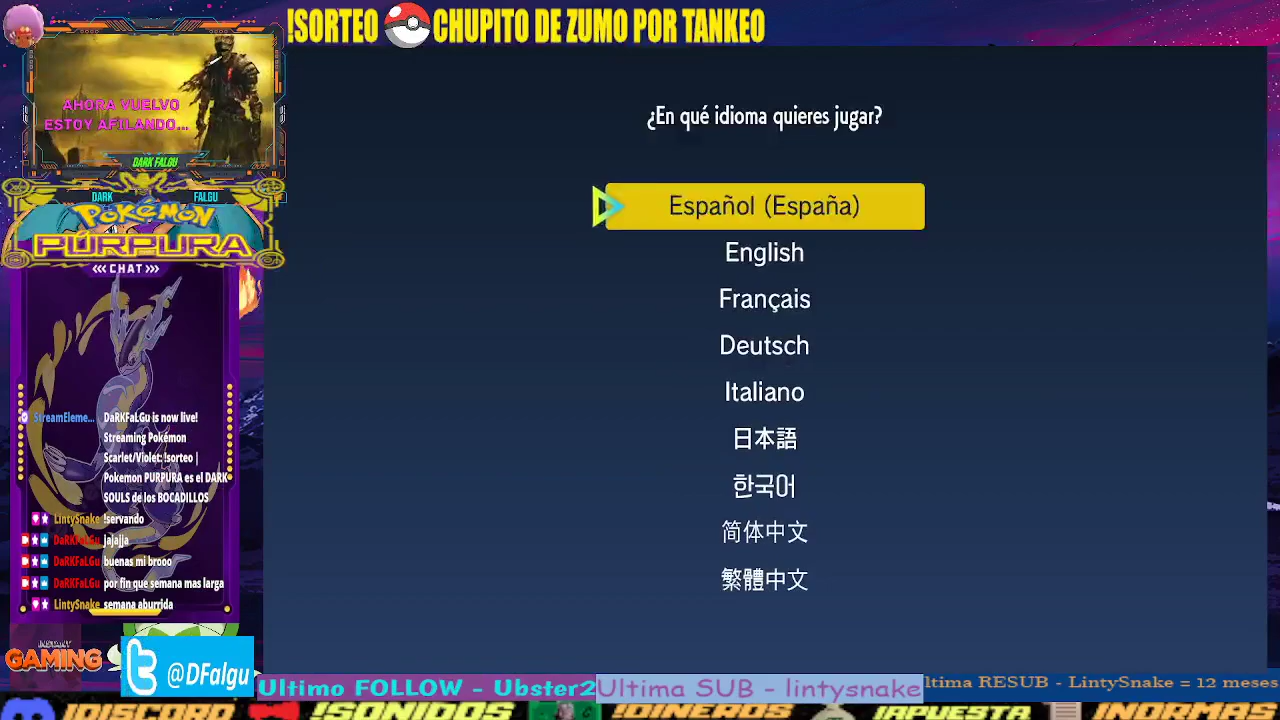 !SORTEO CHUPITO DE ZUMO POR TANKEO
AHORA VUELVO
ESTOY AFILANDO...
DARK FALGU
DARK FALGU
POKéMON
PÚRPURA
<<< CHAT >>>
StreamEleme... DaRKFaLGu is now live!
Streaming Pokémon
Scarlet/Violet: !sorteo |
Pokemon PURPURA es el DARK
SOULS de los BOCADILLOS
LintySnake !servando
DaRKFaLGu jajajja
DaRKFaLGu buenas mi brooo
DaRKFaLGu por fin que semana mas larga
LintySnake semana aburrida
INSTANT
GAMING
@DFalgu
¿En qué idioma quieres jugar?
Español (España)
English
Français
Deutsch
Italiano
日本語
한국어
简体中文
繁體中文
Ultimo FOLLOW - Ubster2
Ultima SUB - lintysnake
ltima RESUB - LintySnake = 12 meses
!DISCORD !SONIDOS !DINEROS !APUESTA !NORMAS